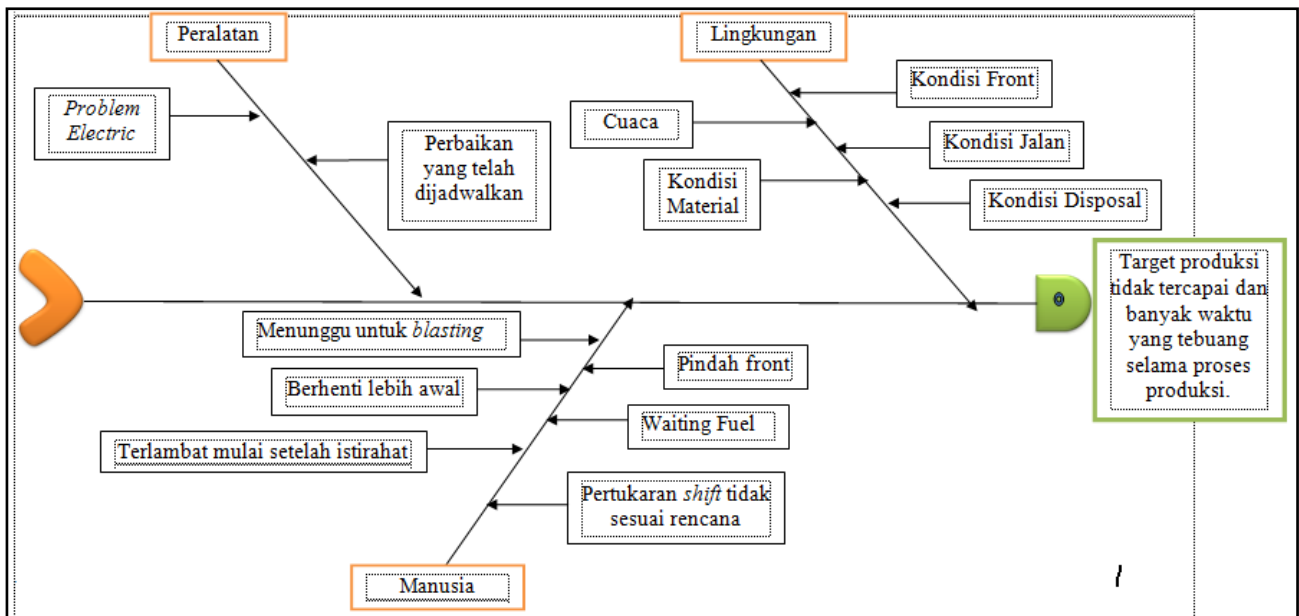 Peralatan
Lingkungan
Problem
Electric
Perbaikan
yang telah
dijadwalkan
Kondisi Front
Cuaca
Kondisi Jalan
Kondisi
Material
Kondisi Disposal
Target produksi
tidak tercapai dan
banyak waktu
yang tebuang
selama proses
produksi.
Menunggu untuk blasting
Pindah front
Berhenti lebih awal
Waiting Fuel
Terlambat mulai setelah istirahat
Pertukaran shift tidak
sesuai rencana
Manusia